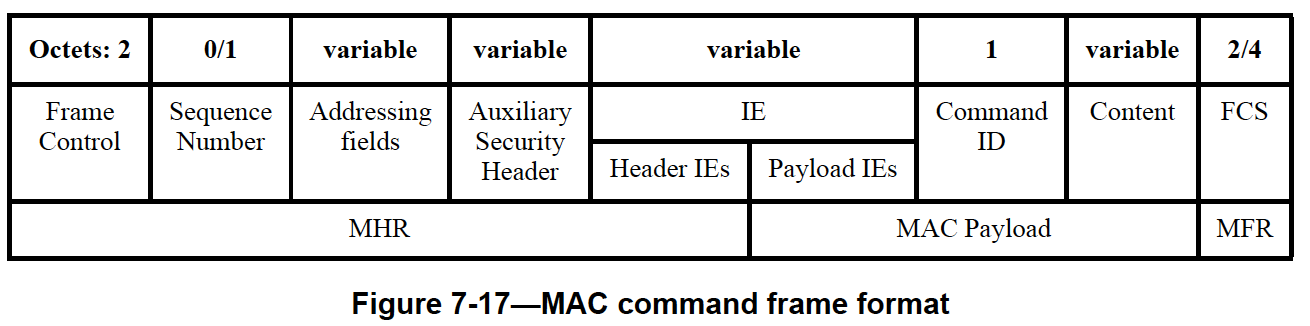 Octets: 2 0/1 variable variable variable 1 variable 2/4
Frame Control Sequence Number Addressing fields Auxiliary Security Header IE Command ID Content FCS
Header IEs Payload IEs
MHR MAC Payload MFR
Figure 7-17—MAC command frame format